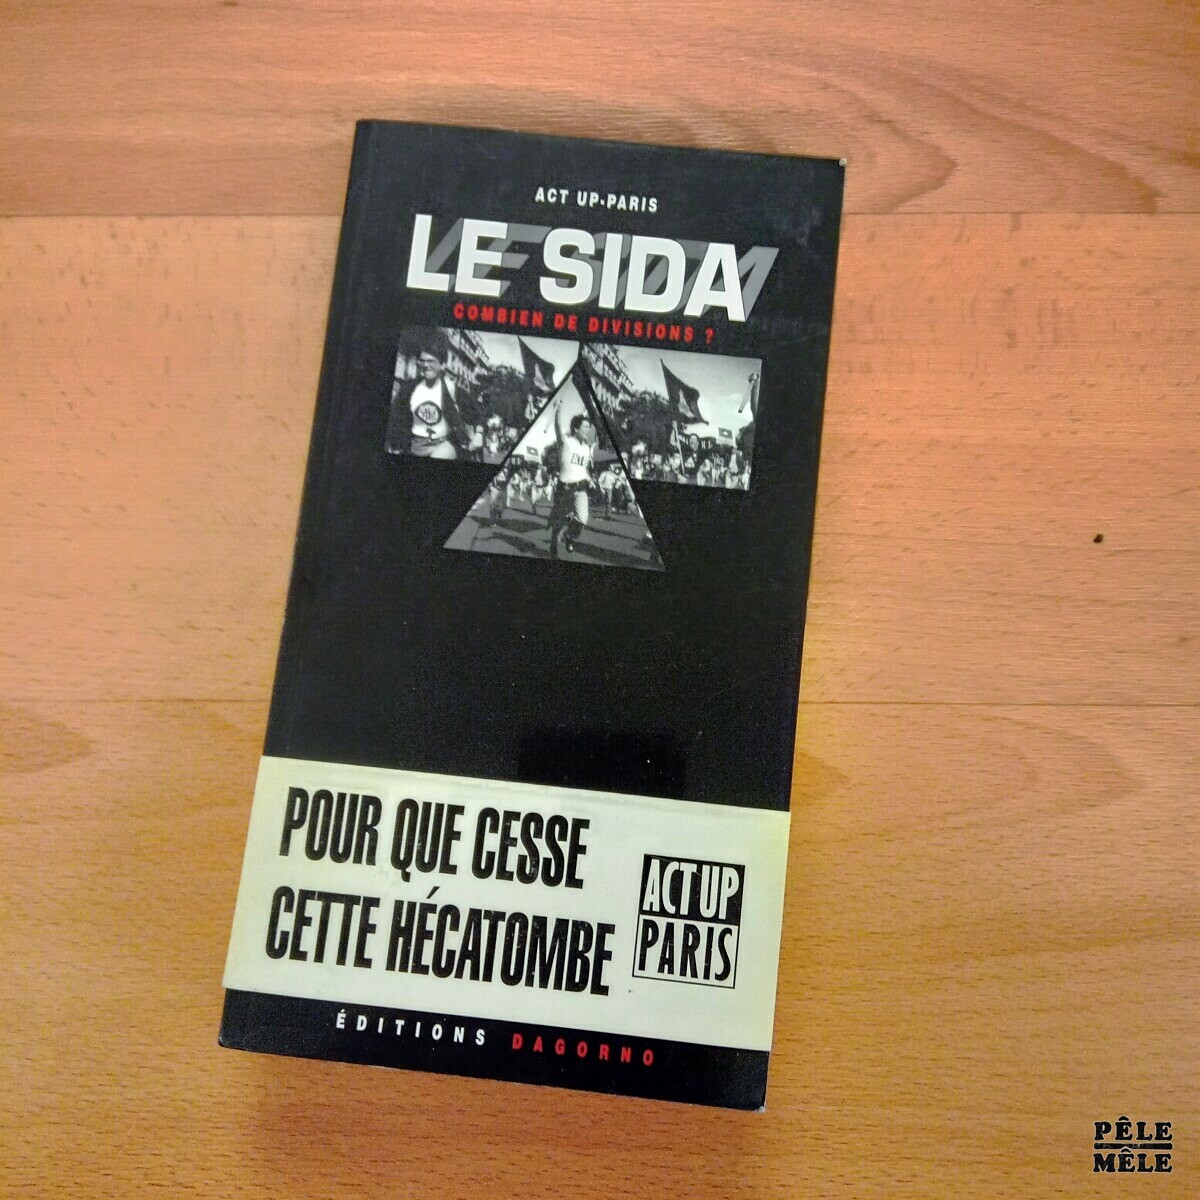 ACT UP-PARIS
LE SIDA
COMBIEN DE DIVISIONS ?
POUR QUE CESSE
CETTE HÉCATOMBE
ACT UP
PARIS
ÉDITIONS DAGORNO
PÊLE
MÊLE